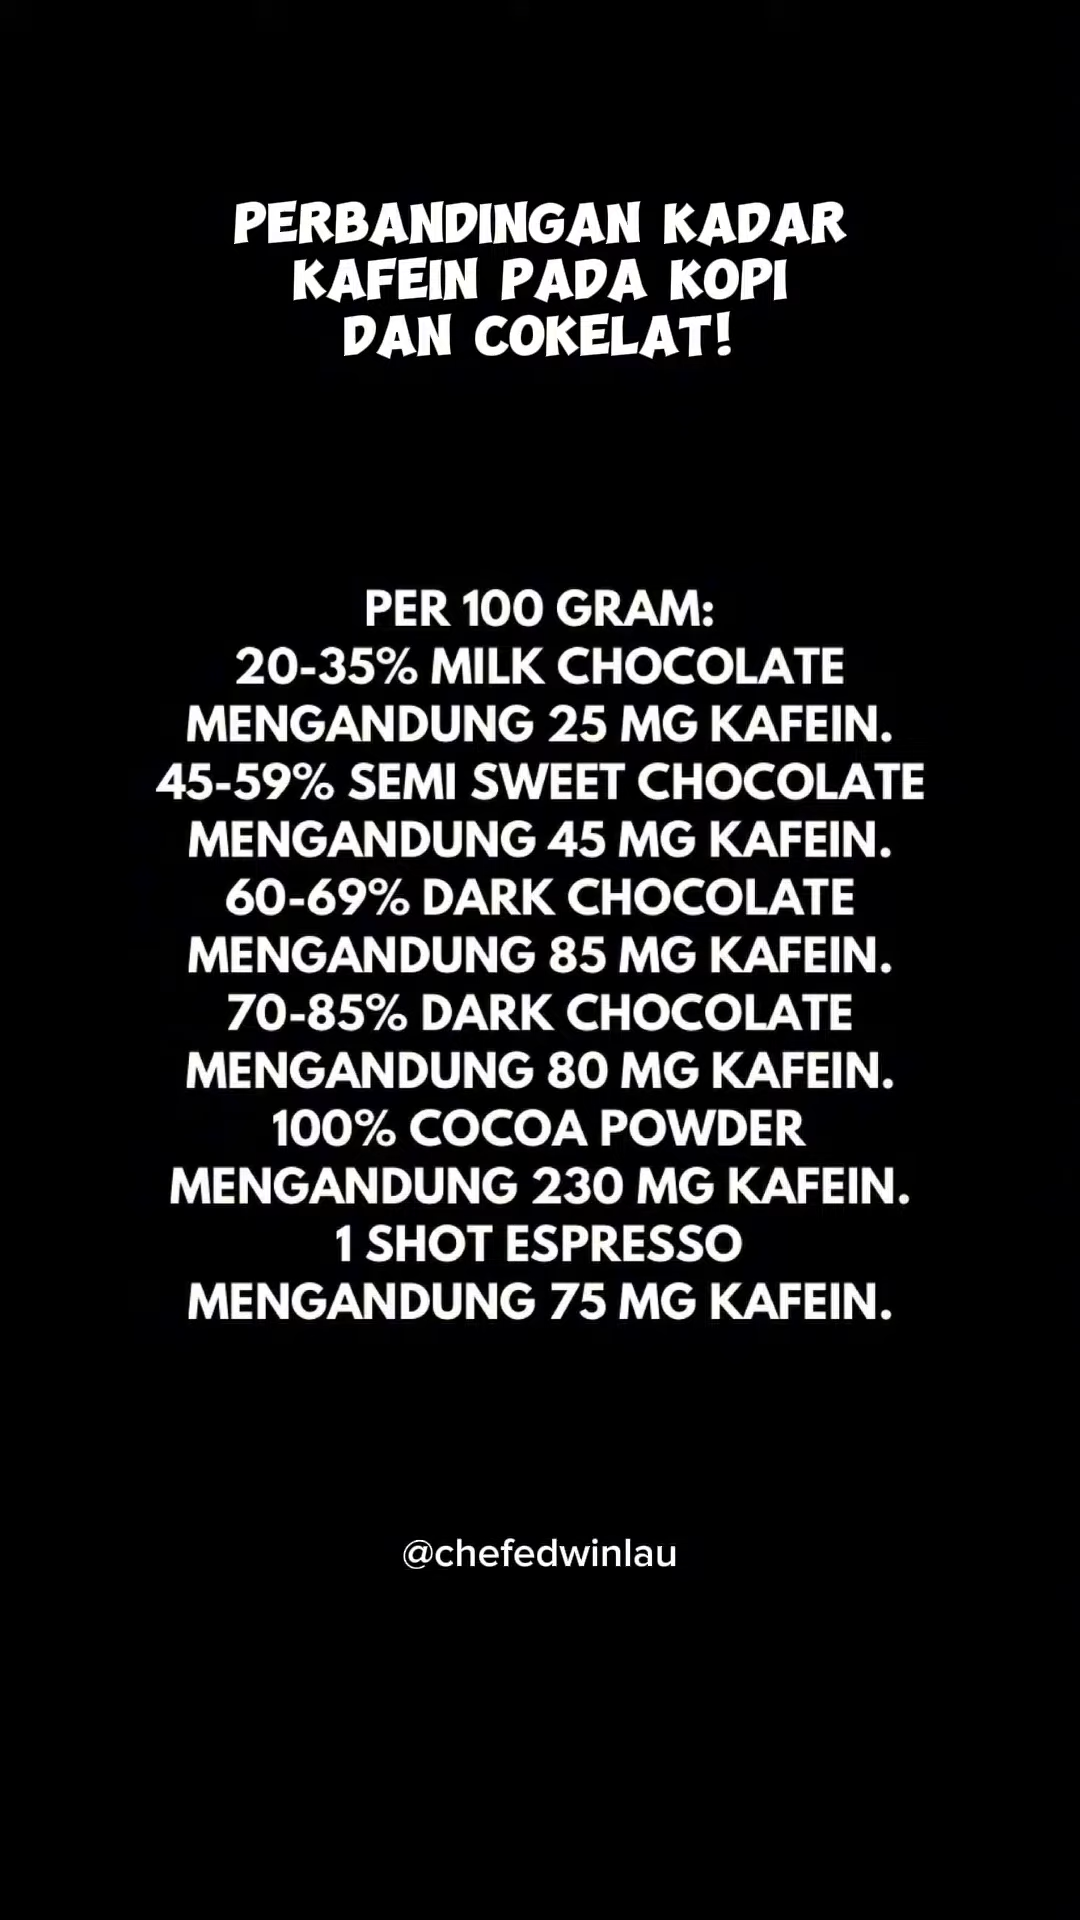 PERBANDINGAN KADAR
KAFEIN PADA KOPI
DAN COKELAT!
PER 100 GRAM:
20-35% MILK CHOCOLATE
MENGANDUNG 25 MG KAFEIN.
45-59% SEMI SWEET CHOCOLATE
MENGANDUNG 45 MG KAFEIN.
60-69% DARK CHOCOLATE
MENGANDUNG 85 MG KAFEIN.
70-85% DARK CHOCOLATE
MENGANDUNG 80 MG KAFEIN.
100% COCOA POWDER
MENGANDUNG 230 MG KAFEIN.
1 SHOT ESPRESSO
MENGANDUNG 75 MG KAFEIN.
@chefedwinlau